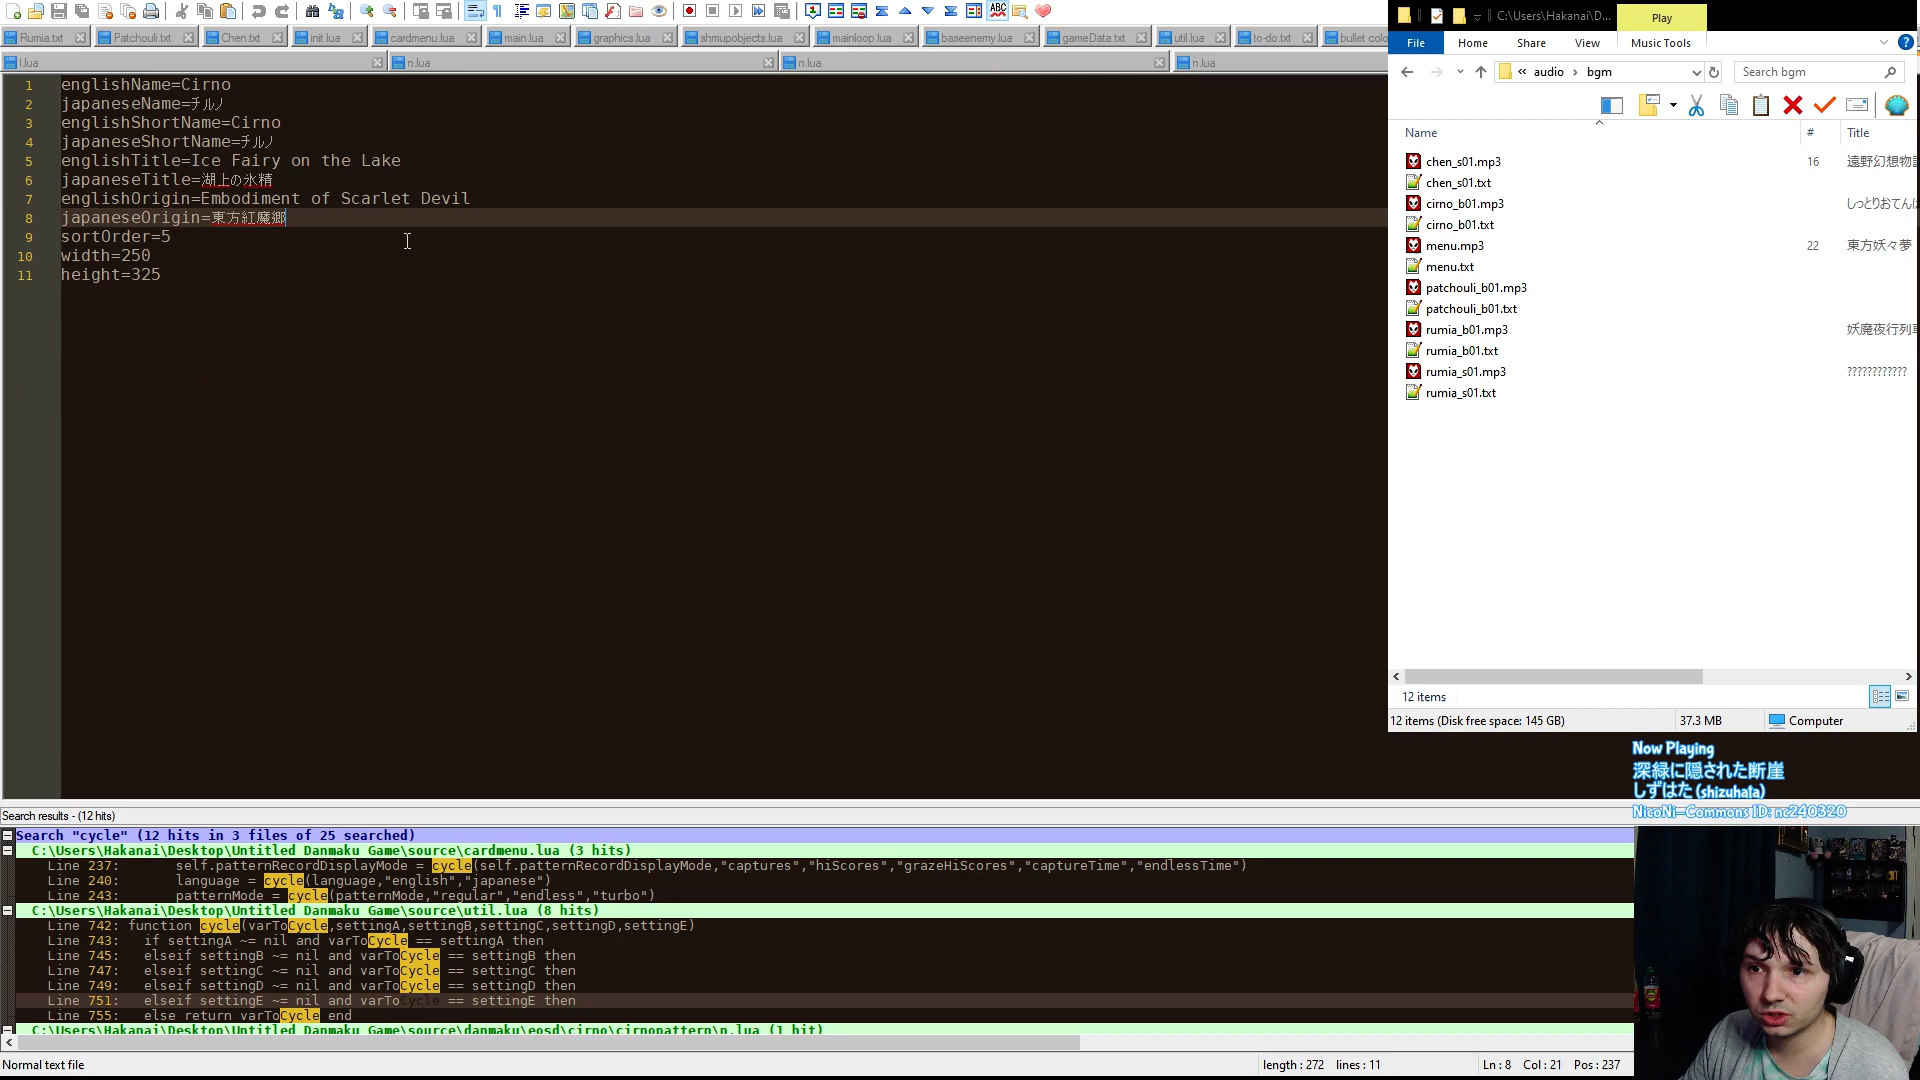 C:\Users\Hakanai\D...
Play
Rumia.txt
Patchouli.txt
Chen.txt
init.lua
cardmenu.lua
main.lua
graphics.lua
shmupobjects.lua
mainloop.lua
baseenemy.lua
gameData.txt
util.lua
to-do.txt
bullet colo
File
Home
Share
View
Music Tools
l.lua
n.lua
n.lua
n.lua
« audio › bgm
Search bgm
1 englishName=Cirno
2 japaneseName=チルノ
3 englishShortName=Cirno
4 japaneseShortName=チルノ
5 englishTitle=Ice Fairy on the Lake
6 japaneseTitle=湖上の氷精
7 englishOrigin=Embodiment of Scarlet Devil
8 japaneseOrigin=東方紅魔郷
9 sortOrder=5
10 width=250
11 height=325
Name # Title
chen_s01.mp3 16 遠野幻想物語
chen_s01.txt
cirno_b01.mp3 しっとりおてんば
cirno_b01.txt
menu.mp3 22 東方妖々夢
menu.txt
patchouli_b01.mp3
patchouli_b01.txt
rumia_b01.mp3 妖魔夜行列車
rumia_b01.txt
rumia_s01.mp3 ????????????
rumia_s01.txt
12 items
12 items (Disk free space: 145 GB) 37.3 MB Computer
Now Playing
深緑に隠された断崖
しずはた (shizuhata)
NicoNi-Commons ID: nc240320
Search results - (12 hits)
Search "cycle" (12 hits in 3 files of 25 searched)
C:\Users\Hakanai\Desktop\Untitled Danmaku Game\source\cardmenu.lua (3 hits)
Line 237: self.patternRecordDisplayMode = cycle(self.patternRecordDisplayMode,"captures","hiScores","grazeHiScores","captureTime","endlessTime")
Line 240: language = cycle(language,"english","japanese")
Line 243: patternMode = cycle(patternMode,"regular","endless","turbo")
C:\Users\Hakanai\Desktop\Untitled Danmaku Game\source\util.lua (8 hits)
Line 742: function cycle(varToCycle,settingA,settingB,settingC,settingD,settingE)
Line 743: if settingA ~= nil and varToCycle == settingA then
Line 745: elseif settingB ~= nil and varToCycle == settingB then
Line 747: elseif settingC ~= nil and varToCycle == settingC then
Line 749: elseif settingD ~= nil and varToCycle == settingD then
Line 751: elseif settingE ~= nil and varToCycle == settingE then
Line 755: else return varToCycle end
C:\Users\Hakanai\Desktop\Untitled Danmaku Game\source\danmaku\eosd\cirno\cirnopattern\n.lua (1 hit)
Normal text file
length : 272 lines : 11
Ln : 8 Col : 21 Pos : 237